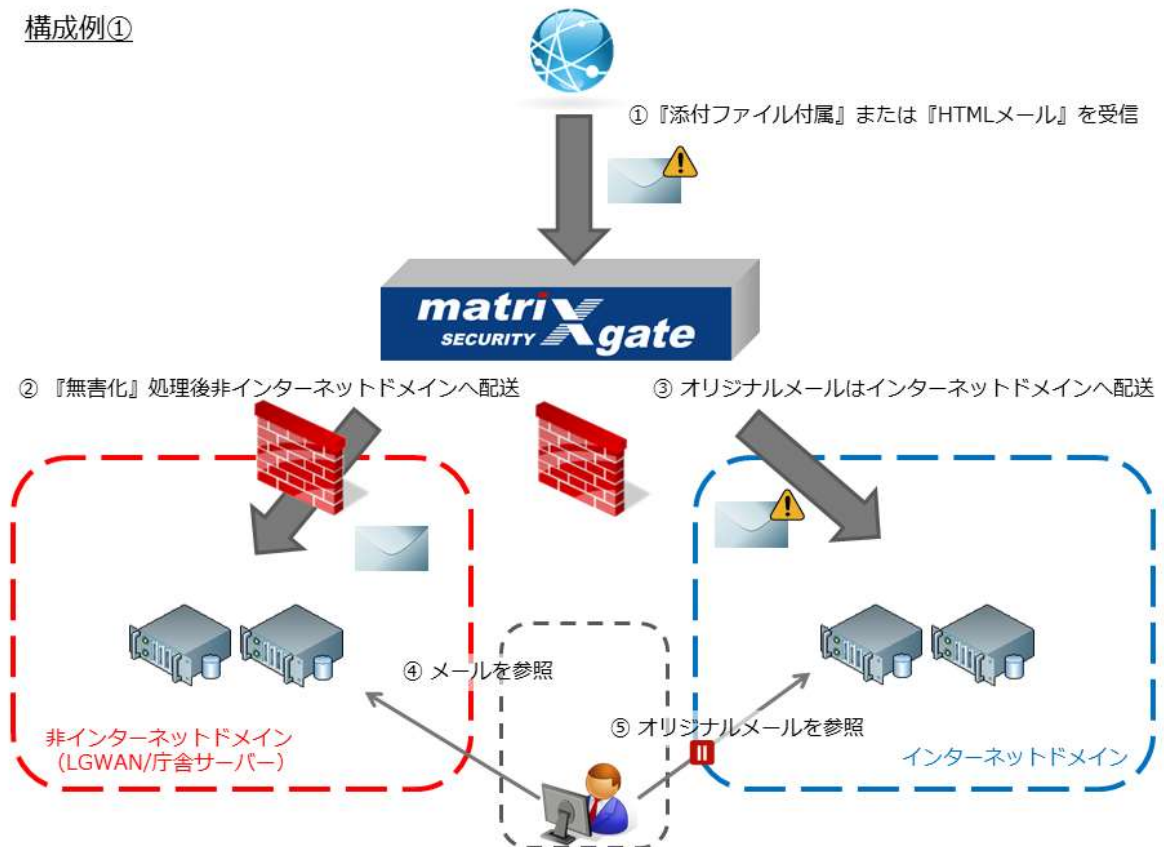 構成例①
①『添付ファイル付属』または『HTMLメール』を受信
matriXgate
SECURITY
② 『無害化』処理後非インターネットドメインへ配送
③ オリジナルメールはインターネットドメインへ配送
④ メールを参照
⑤ オリジナルメールを参照
非インターネットドメイン
（LGWAN/庁舎サーバー）
インターネットドメイン